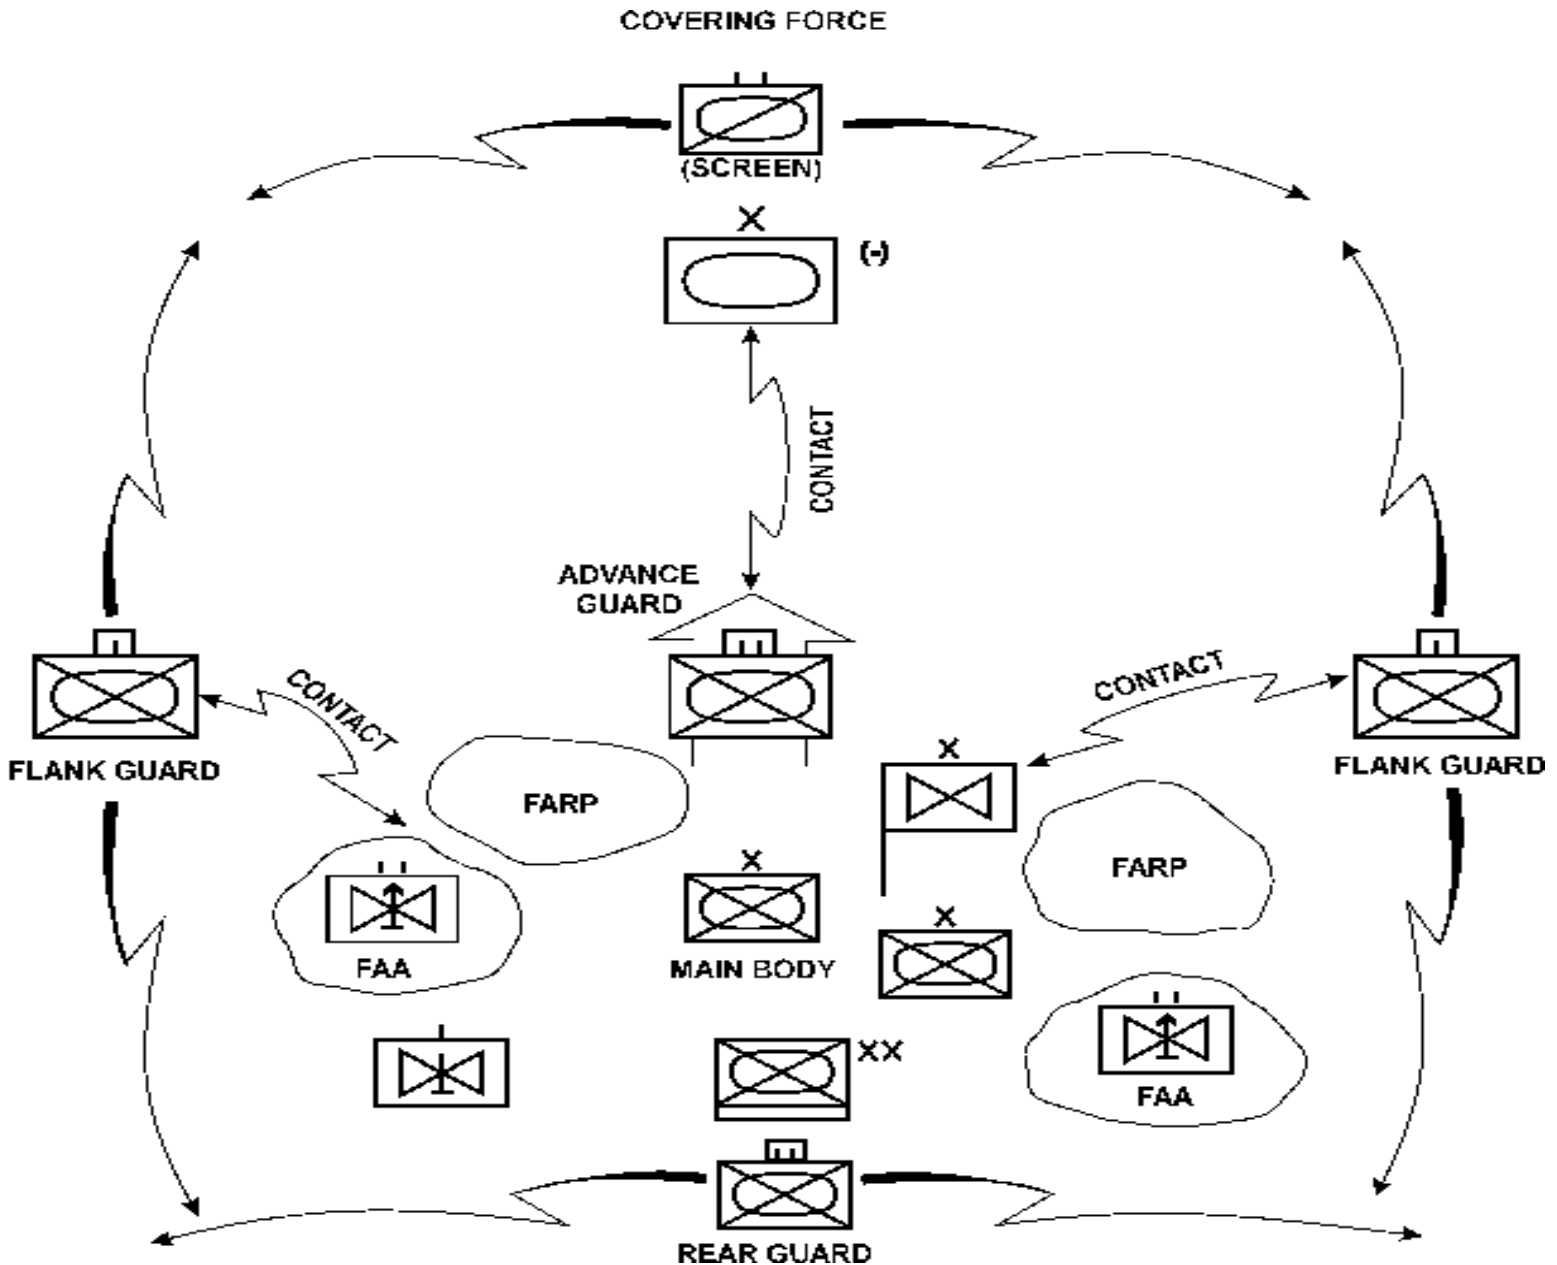 COVERING FORCE
(SCREEN)
X
(-)
CONTACT
ADVANCE
GUARD
CONTACT
CONTACT
FLANK GUARD
FLANK GUARD
X
FARP
FARP
X
X
FAA
MAIN BODY
XX
FAA
REAR GUARD